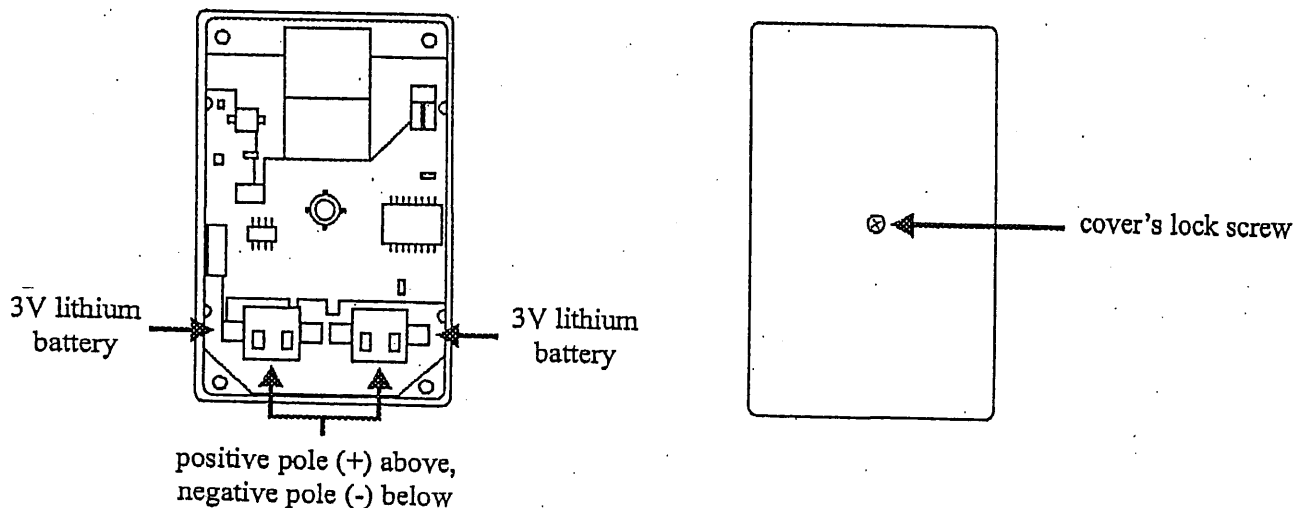 3V lithium
battery
3V lithium
battery
positive pole (+) above,
negative pole (-) below
cover's lock screw